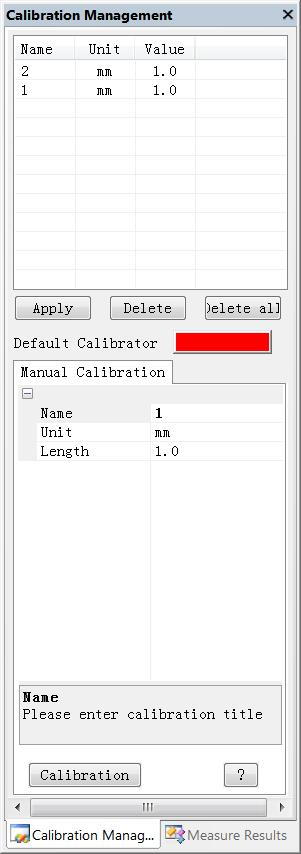 Calibration Management
Name Unit Value
2 mm 1.0
1 mm 1.0
Apply Delete Delete all
Default Calibrator
Manual Calibration
Name 1
Unit mm
Length 1.0
Name
Please enter calibration title
Calibration ?
Calibration Manag... Measure Results